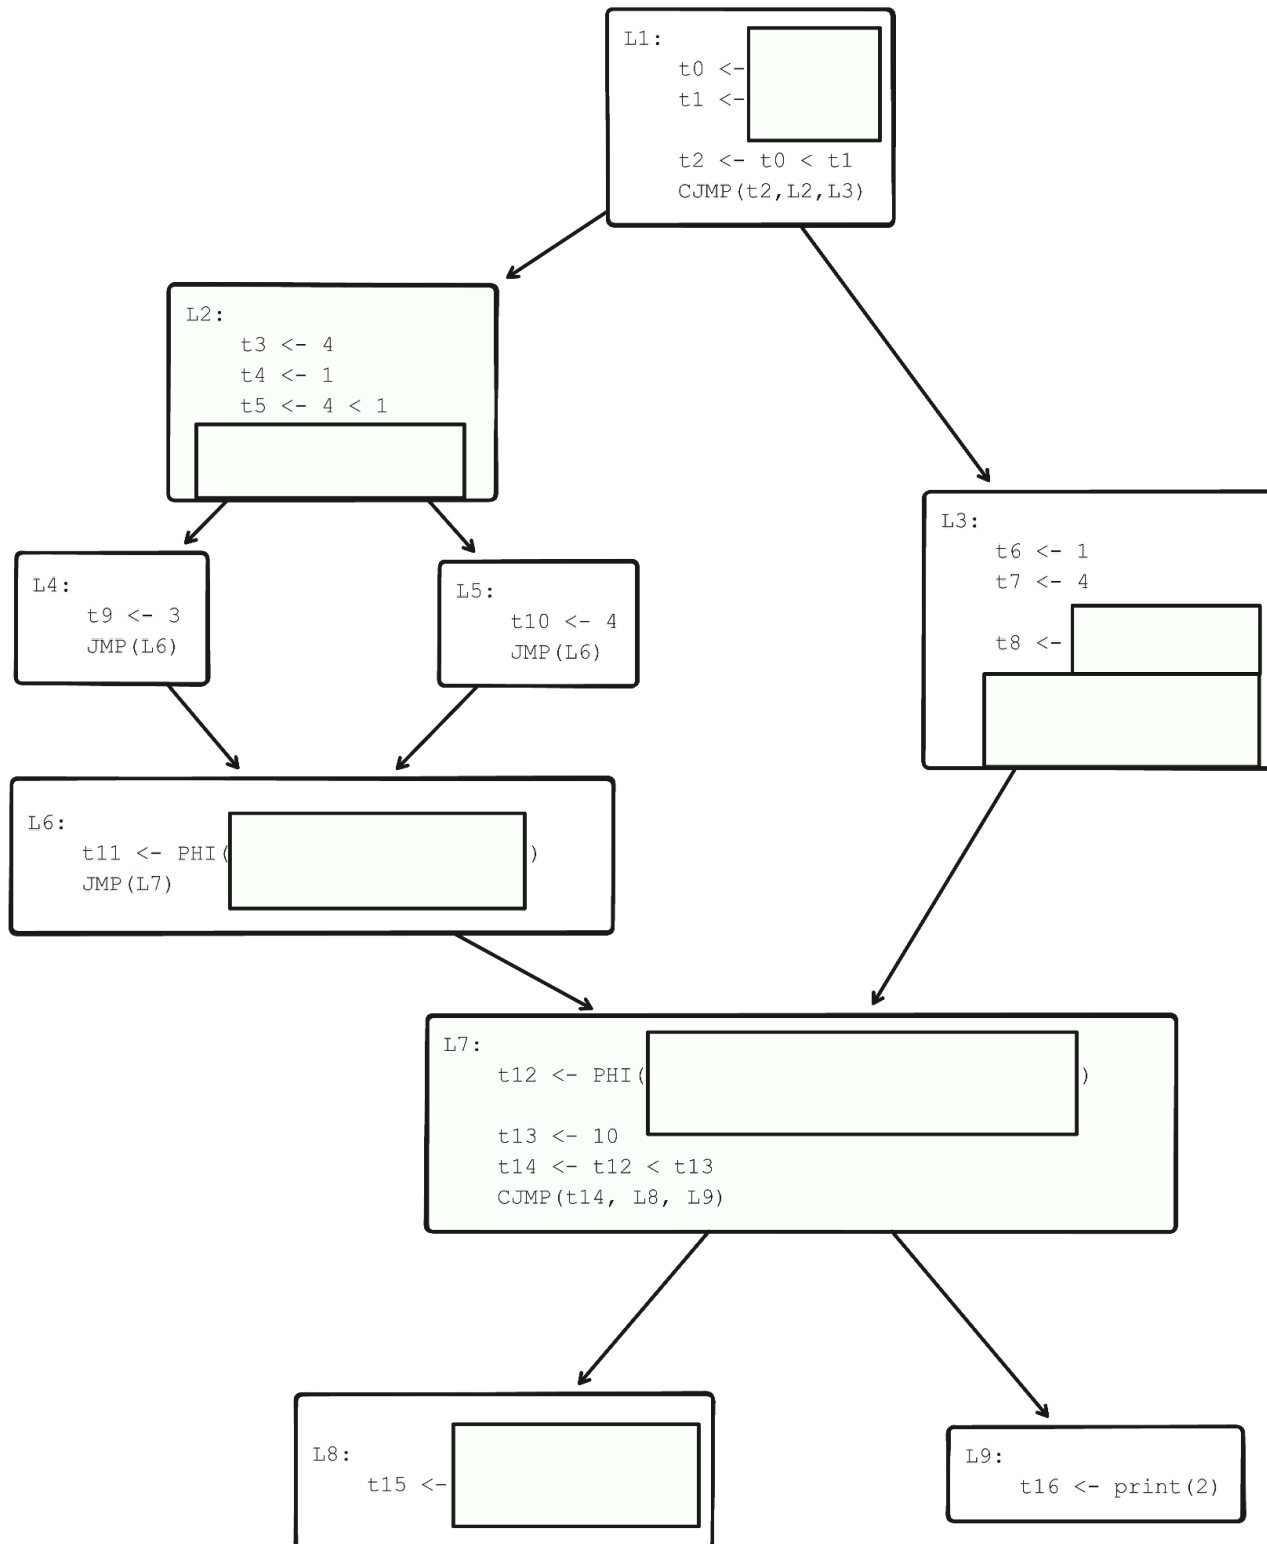 L1:
t0 <-
t1 <-
t2 <- t0 < t1
CJMP(t2,L2,L3)
L2:
t3 <- 4
t4 <- 1
t5 <- 4 < 1
L3:
t6 <- 1
t7 <- 4
t8 <-
L4:
t9 <- 3
JMP(L6)
L5:
t10 <- 4
JMP(L6)
L6:
t11 <- PHI( )
JMP(L7)
L7:
t12 <- PHI( )
t13 <- 10
t14 <- t12 < t13
CJMP(t14, L8, L9)
L8:
t15 <-
L9:
t16 <- print(2)